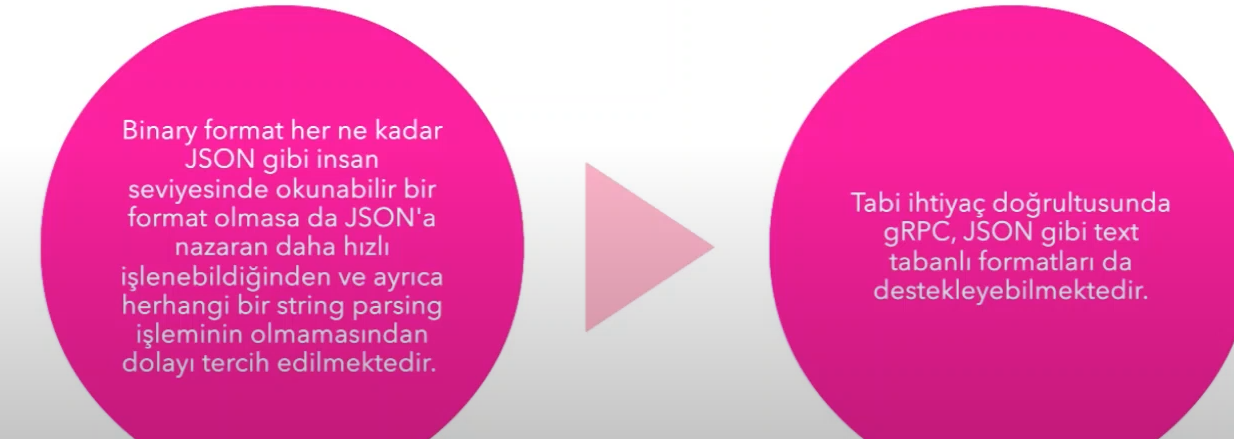 Binary format her ne kadar
JSON gibi insan
seviyesinde okunabilir bir
format olmasa da JSON'a
nazaran daha hızlı
işlenebildiğinden ve ayrıca
herhangi bir string parsing
işleminin olmamasından
dolayı tercih edilmektedir.
Tabi ihtiyaç doğrultusunda
gRPC, JSON gibi text
tabanlı formatları da
destekleyebilmektedir.